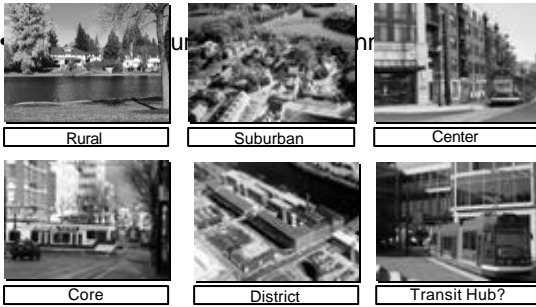 Rural
Suburban
Center
Core
District
Transit Hub?